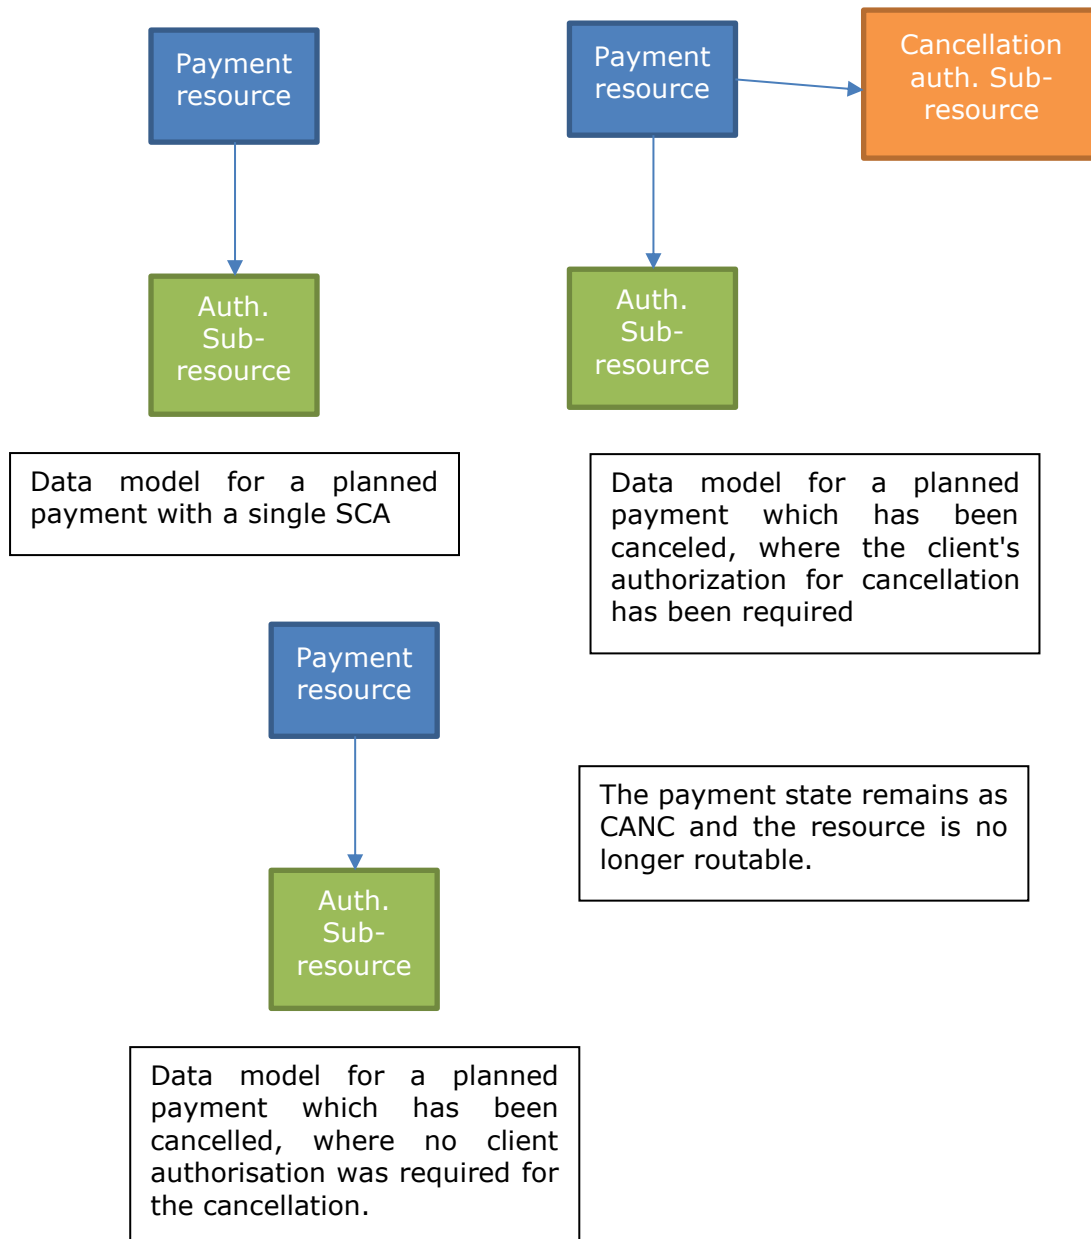 Payment
resource
Auth.
Sub-
resource
Data model for a planned
payment with a single SCA
Payment
resource
Cancellation
auth. Sub-
resource
Auth.
Sub-
resource
Data model for a planned
payment which has been
canceled, where the client's
authorization for cancellation
has been required
Payment
resource
Auth.
Sub-
resource
The payment state remains as
CANC and the resource is no
longer routable.
Data model for a planned
payment which has been
cancelled, where no client
authorisation was required for
the cancellation.